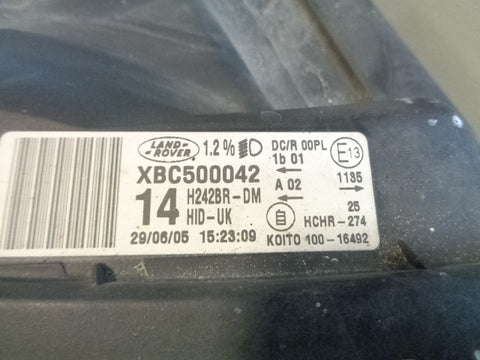 LAND-
ROVER
1.2%
DC/R 00PL
1b 01
E13
XBC500042
A 02
1135
14
H242BR-DM
HID-UK
25
HCHR-274
29/06/05 15:23:09
KOITO 100-16492